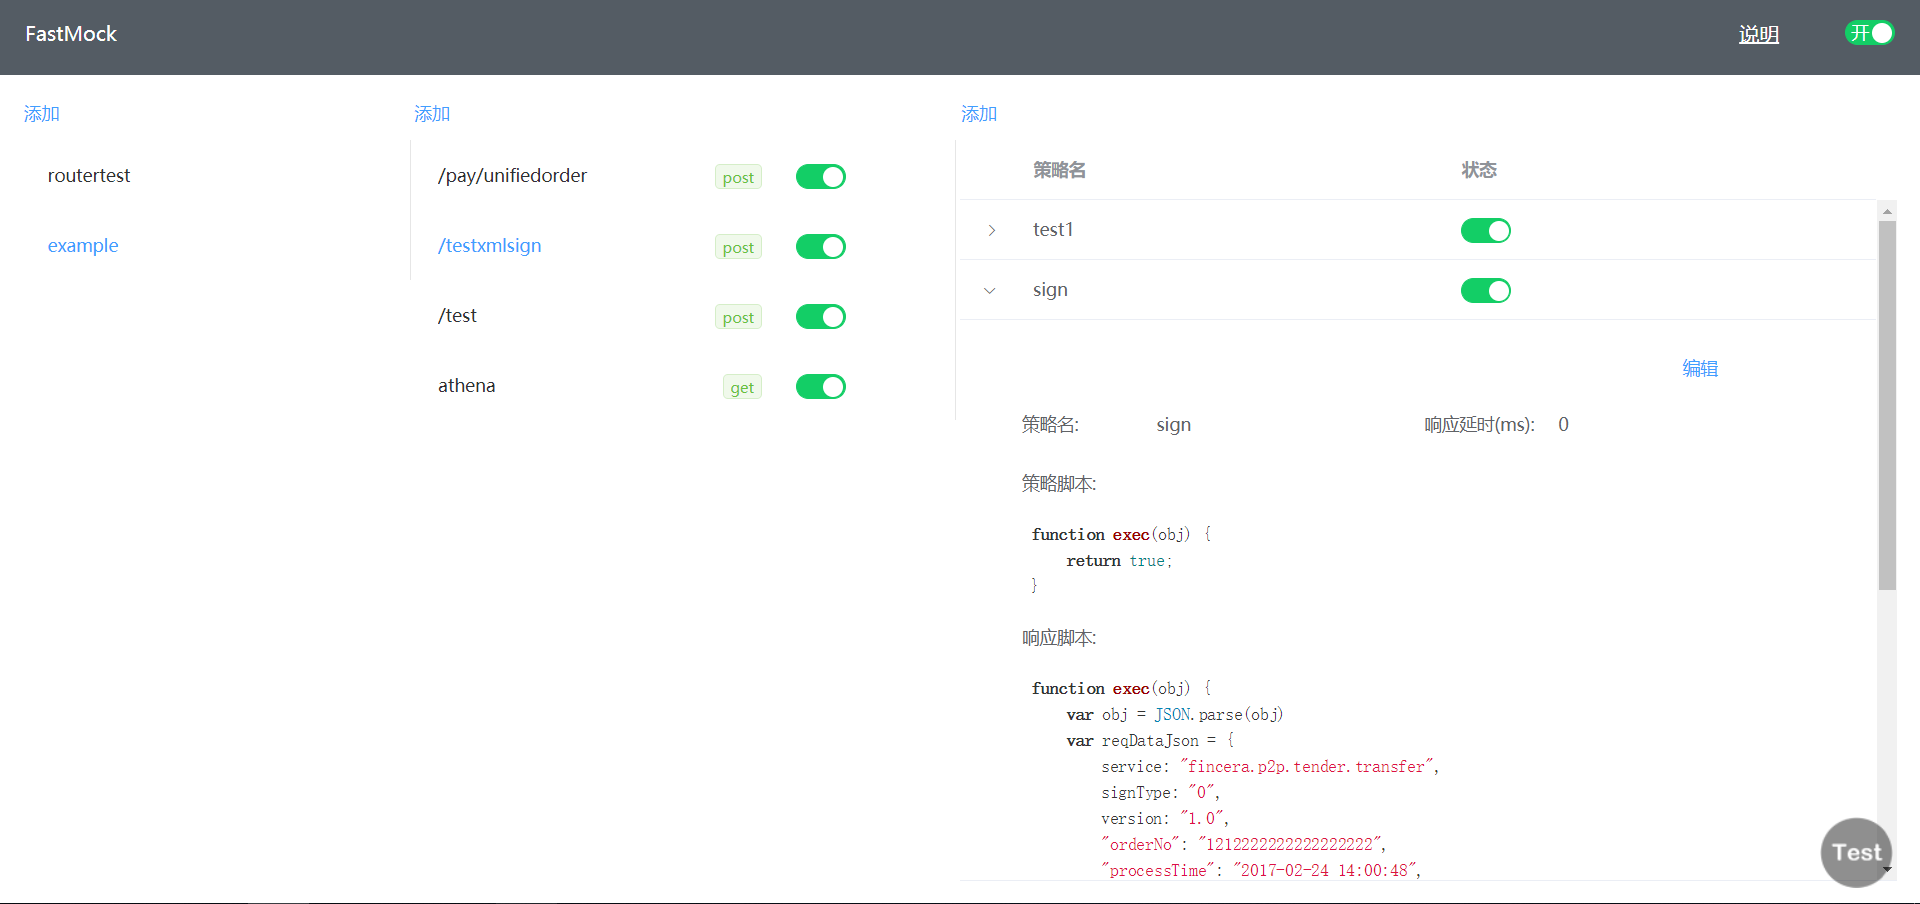 FastMock
说明
开
添加
routertest
example
添加
/pay/unifiedorder post
/testxmlsign post
/test post
athena get
添加
策略名 状态
test1
sign
编辑
策略名: sign 响应延时(ms): 0
策略脚本:
function exec(obj) {
    return true;
}
响应脚本:
function exec(obj) {
    var obj = JSON.parse(obj)
    var reqDataJson = {
        service: "fincera.p2p.tender.transfer",
        signType: "0",
        version: "1.0",
        "orderNo": "1212222222222222222",
        "processTime": "2017-02-24 14:00:48",
Test